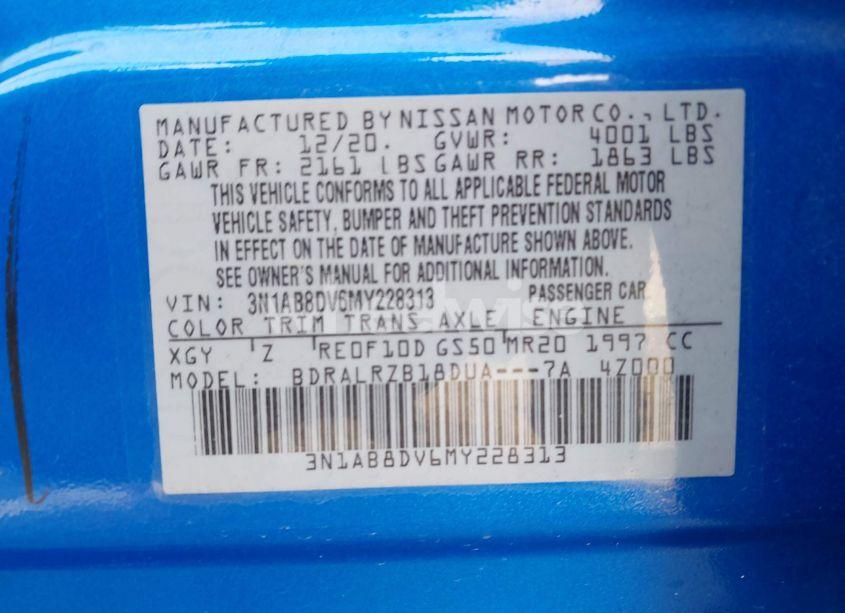 MANUFACTURED BY NISSAN MOTOR CO., LTD.
DATE: 12/20. GVWR: 4001 LBS
GAWR FR: 2161 LBS GAWR RR: 1863 LBS
THIS VEHICLE CONFORMS TO ALL APPLICABLE FEDERAL MOTOR
VEHICLE SAFETY, BUMPER AND THEFT PREVENTION STANDARDS
IN EFFECT ON THE DATE OF MANUFACTURE SHOWN ABOVE.
SEE OWNER'S MANUAL FOR ADDITIONAL INFORMATION.
VIN: 3N1AB8DV6MY228313 PASSENGER CAR
COLOR TRIM TRANS AXLE ENGINE
XGY Z RE0F10D GS50 MR20 1997 CC
MODEL: BDRALRZB18DUA---7A 4Z000
3N1AB8DV6MY228313